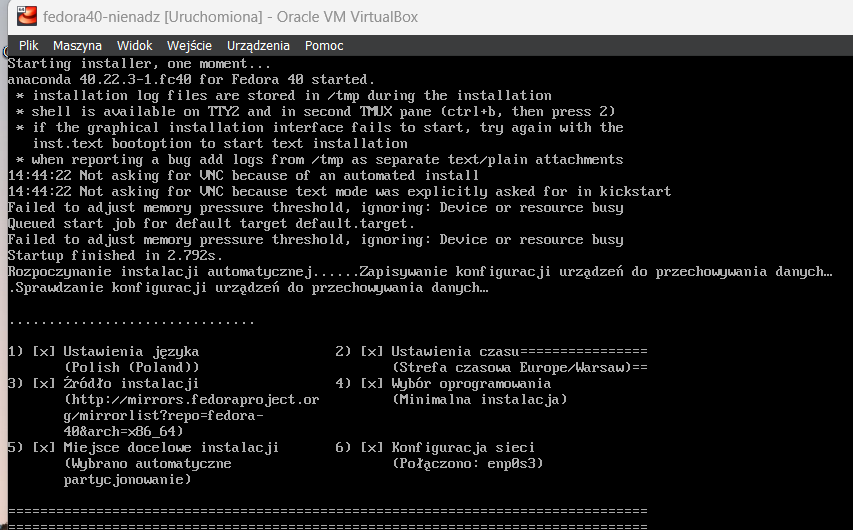 fedora40-nienadz [Uruchomiona] - Oracle VM VirtualBox
Plik Maszyna Widok Wejście Urządzenia Pomoc
Starting installer, one moment...
anaconda 40.22.3-1.fc40 for Fedora 40 started.
* installation log files are stored in /tmp during the installation
* shell is available on TTY2 and in second TMUX pane (ctrl+b, then press 2)
* if the graphical installation interface fails to start, try again with the
inst.text bootoption to start text installation
* when reporting a bug add logs from /tmp as separate text/plain attachments
14:44:22 Not asking for VNC because of an automated install
14:44:22 Not asking for VNC because text mode was explicitly asked for in kickstart
Failed to adjust memory pressure threshold, ignoring: Device or resource busy
Queued start job for default target default.target.
Failed to adjust memory pressure threshold, ignoring: Device or resource busy
Startup finished in 2.792s.
Rozpoczynanie instalacji automatycznej......Zapisywanie konfiguracji urządzeń do przechowywania danych…
.Sprawdzanie konfiguracji urządzeń do przechowywania danych…
...............................
1) [x] Ustawienia języka 2) [x] Ustawienia czasu================
(Polish (Poland)) (Strefa czasowa Europe/Warsaw)==
3) [x] Źródło instalacji 4) [x] Wybór oprogramowania
(http://mirrors.fedoraproject.or (Minimalna instalacja)
g/mirrorlist?repo=fedora-
40&arch=x86_64)
5) [x] Miejsce docelowe instalacji 6) [x] Konfiguracja sieci
(Wybrano automatyczne (Połączono: enp0s3)
partycjonowanie)
================================================================================
================================================================================